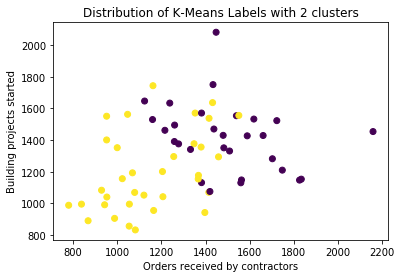 Distribution of K-Means Labels with 2 clusters
2000
1800
1600
1400
1200
1000
800
Building projects started
800 1000 1200 1400 1600 1800 2000 2200
Orders received by contractors